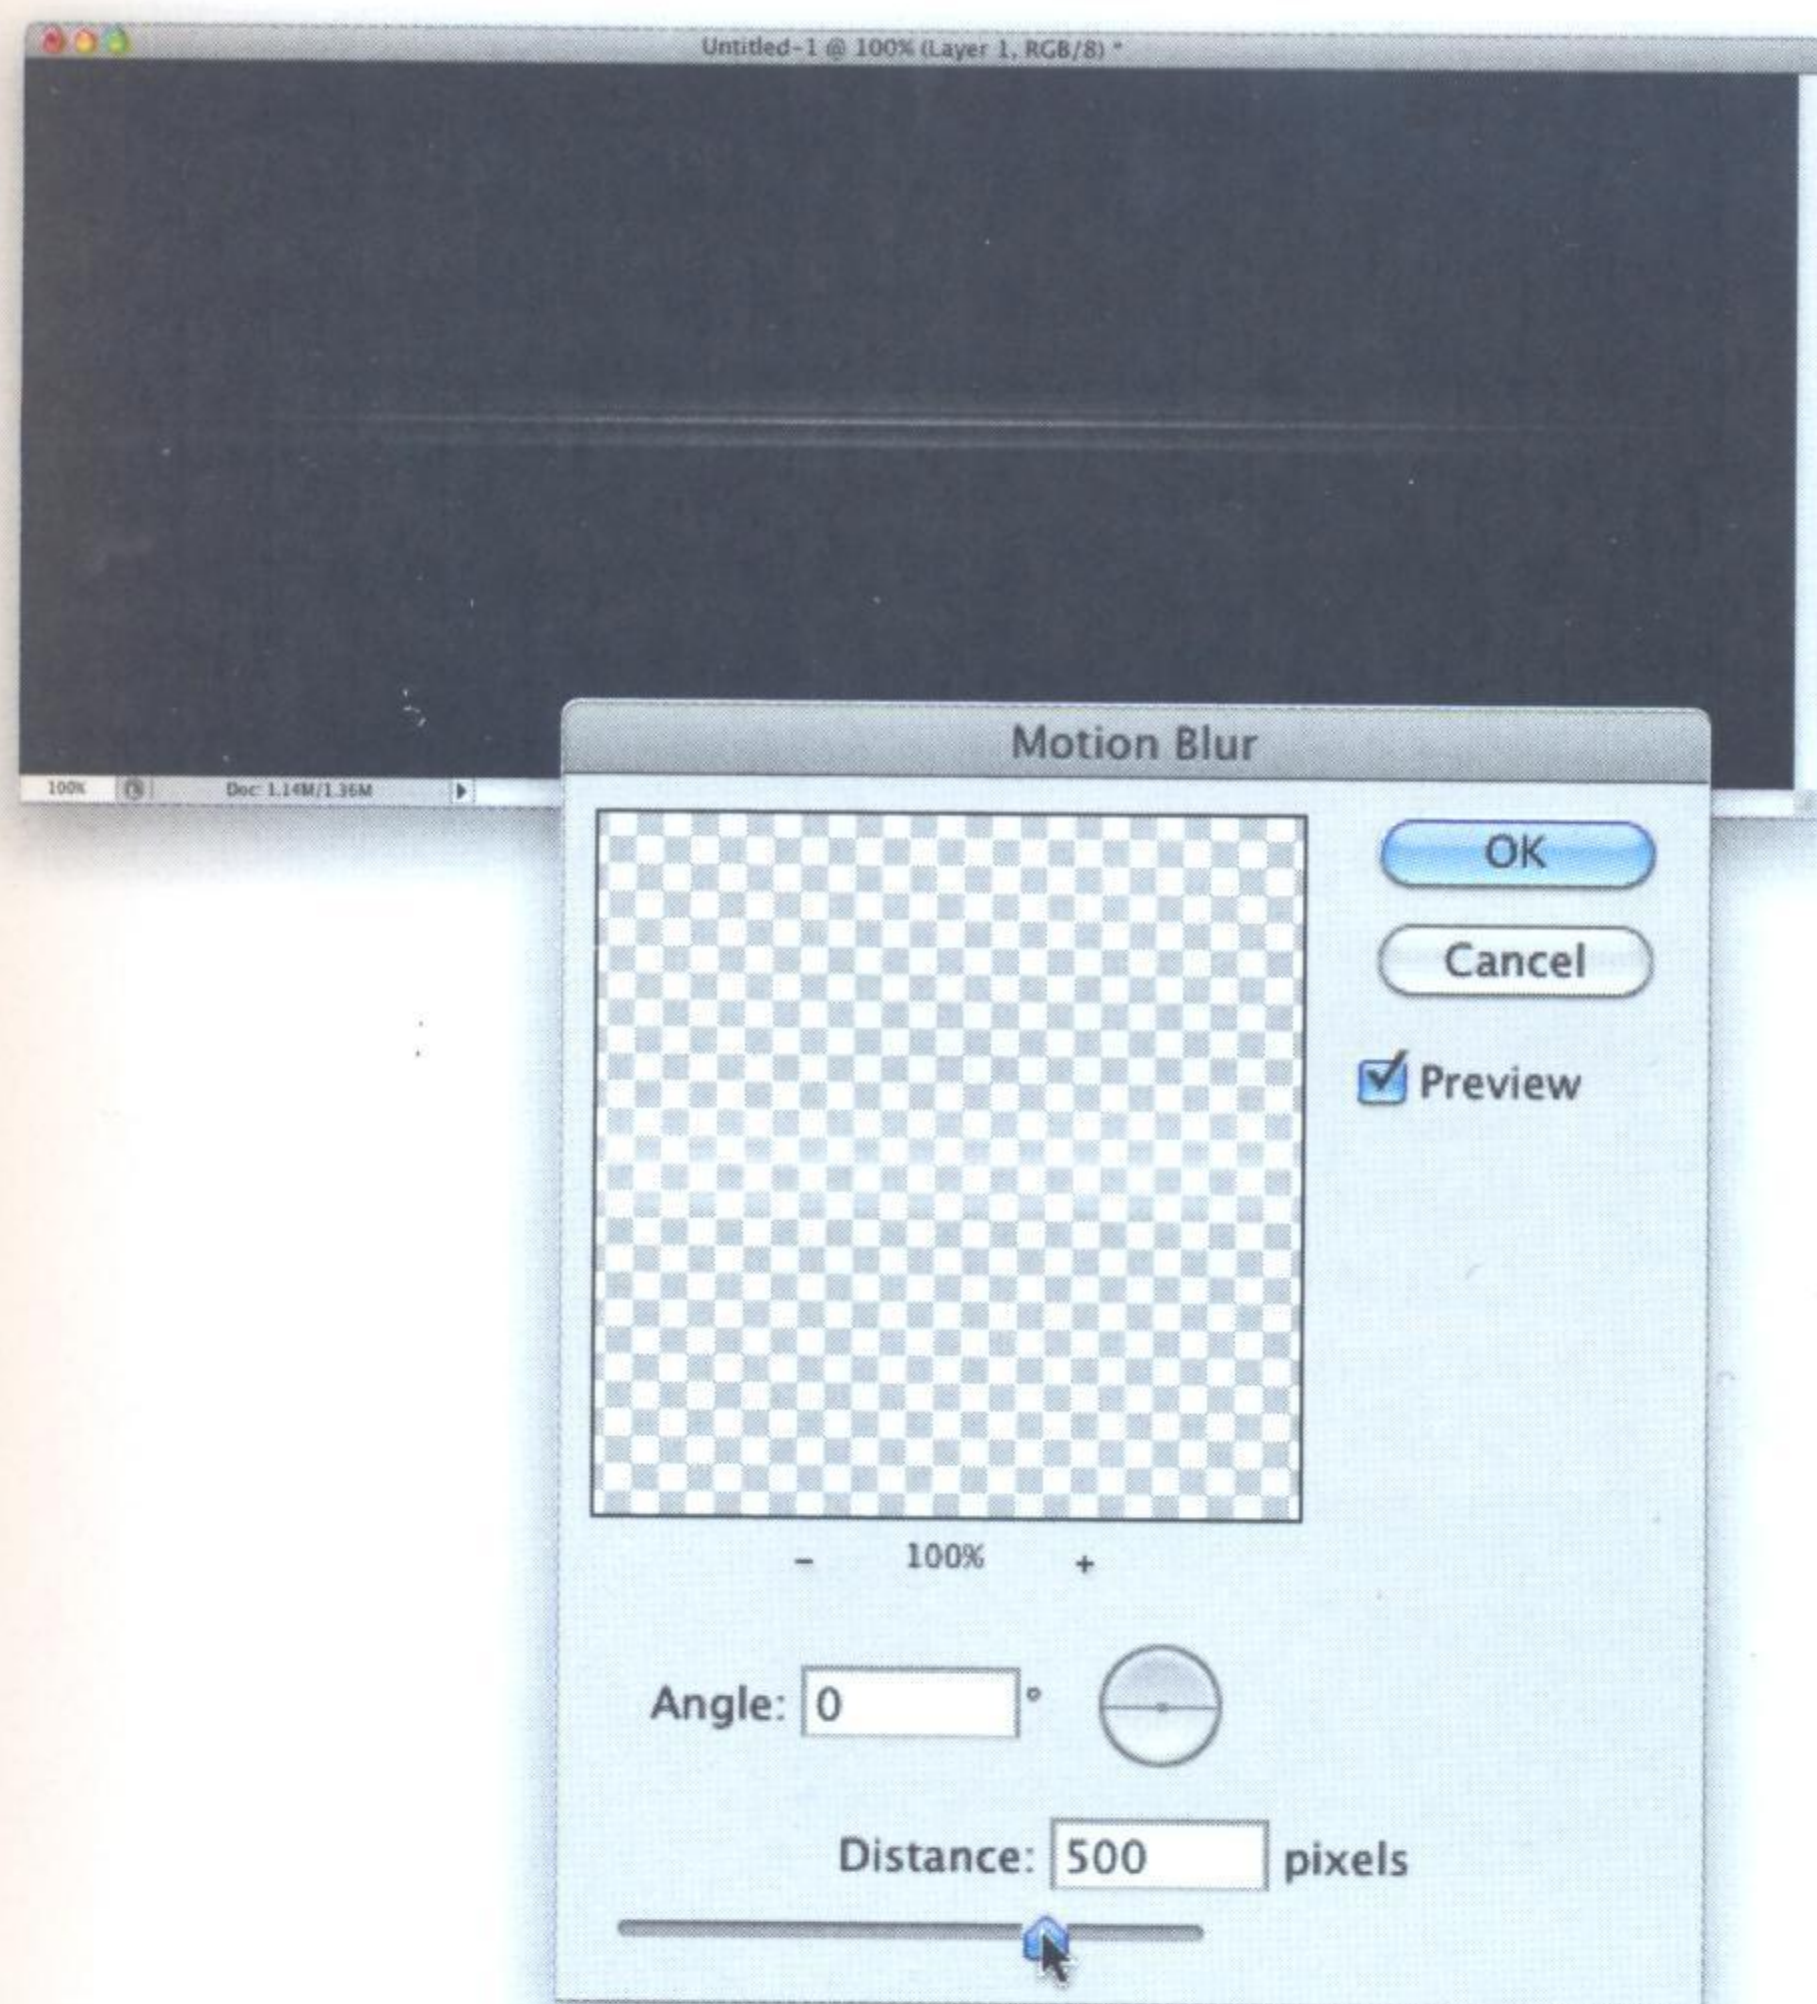 Untitled-1 @ 100% (Layer 1, RGB/8) *
100%
Doc: 1.14M/1.36M
Motion Blur
OK
Cancel
Preview
- 100% +
Angle: 0 °
Distance: 500 pixels